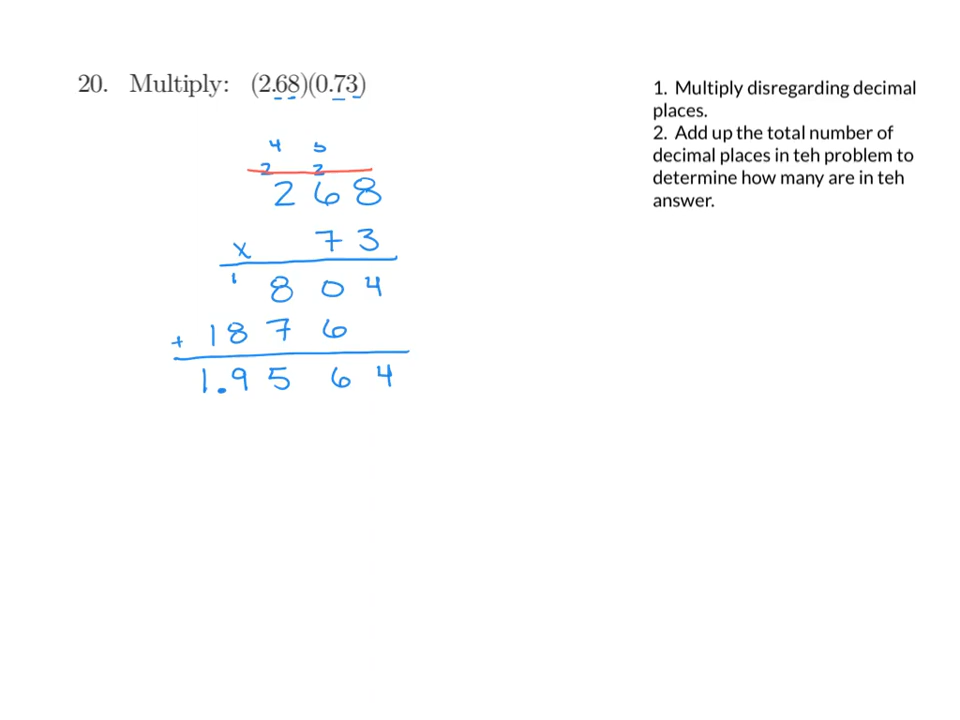 20. Multiply: (2.68)(0.73)
4 5
2 2
2 6 8
x 7 3
1
8 0 4
+ 1 8 7 6
1.9 5 6 4
1. Multiply disregarding decimal
places.
2. Add up the total number of
decimal places in teh problem to
determine how many are in teh
answer.